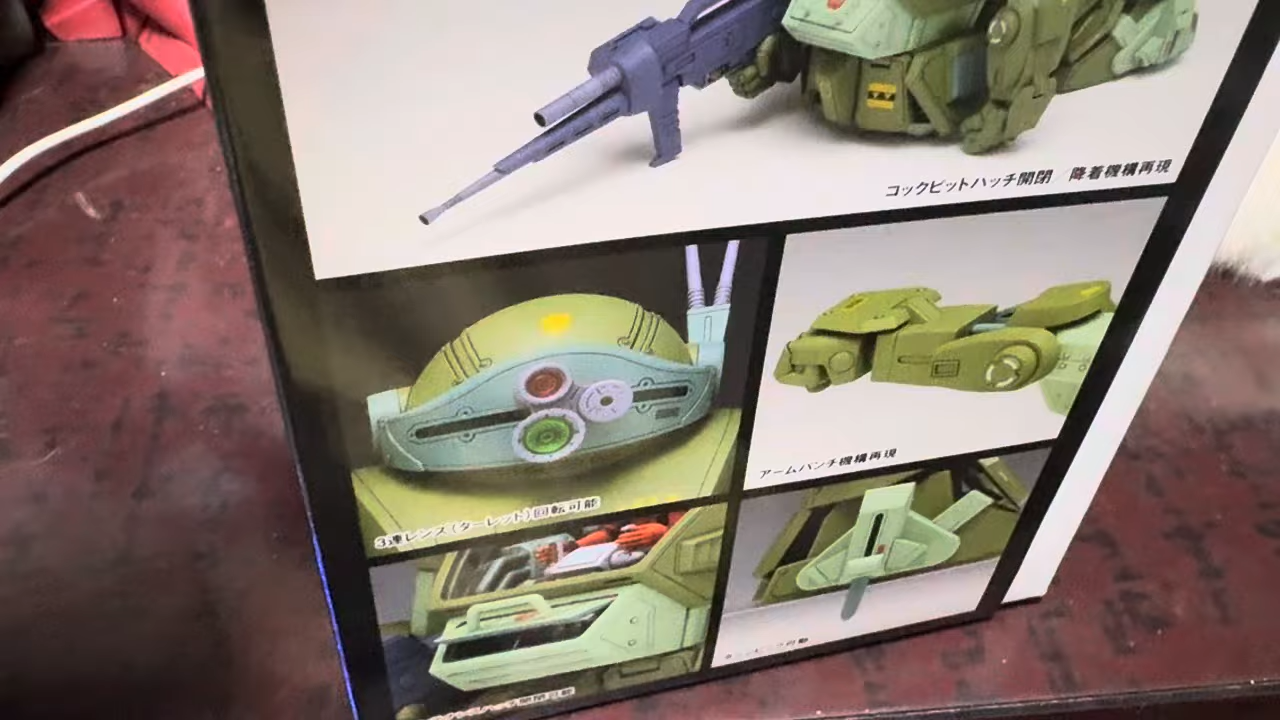 コックピットハッチ開閉／降着機構再現
アームパンチ機構再現
3連レンズ(ターレット)回転可能